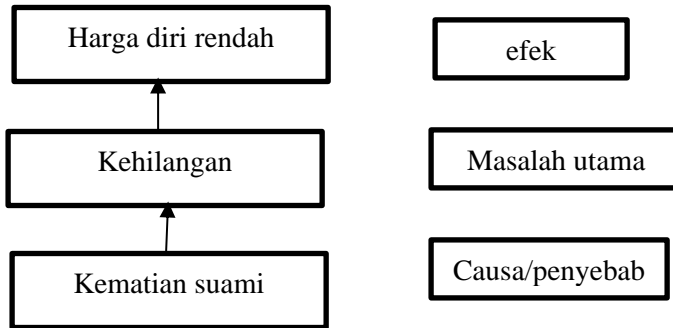 Harga diri rendah
efek
Kehilangan
Masalah utama
Kematian suami
Causa/penyebab